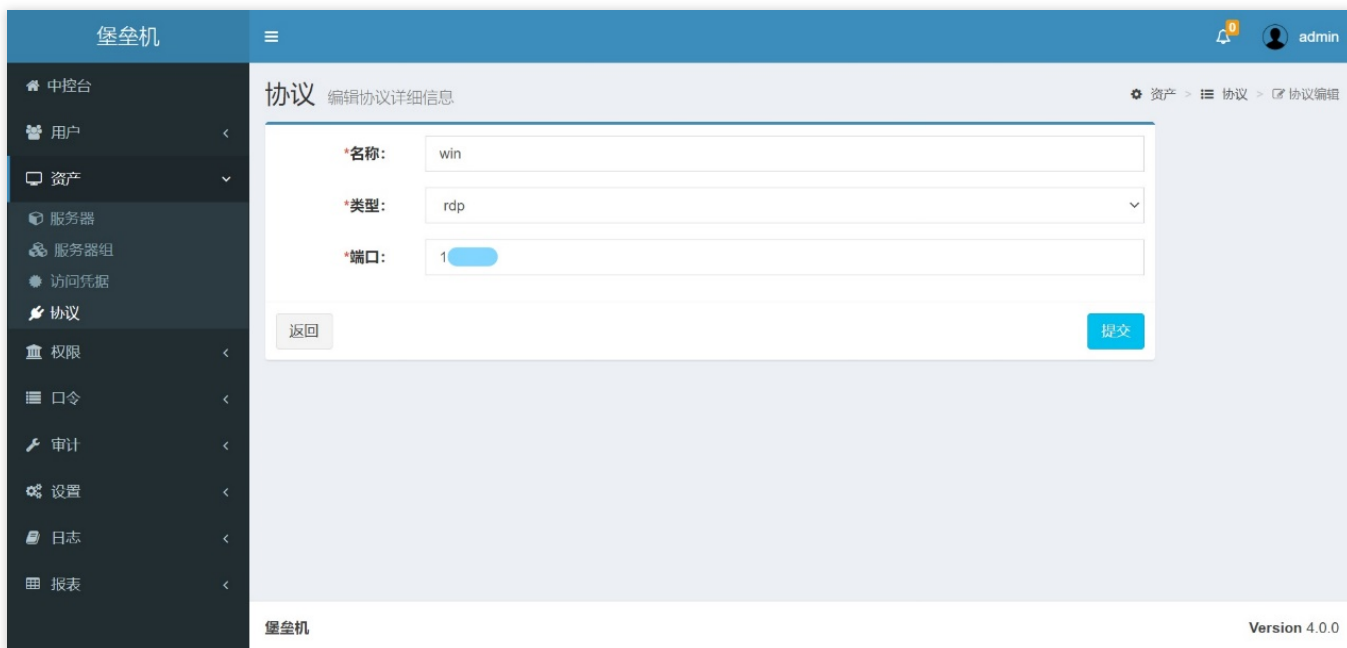 堡垒机
0
admin
中控台
用户
资产
服务器
服务器组
访问凭据
协议
权限
口令
审计
设置
日志
报表
协议 编辑协议详细信息
资产 > 协议 > 协议编辑
*名称: win
*类型: rdp
*端口: 1
返回
提交
堡垒机
Version 4.0.0